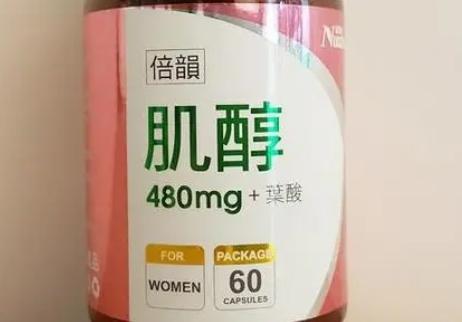 倍韻
肌醇
480mg + 葉酸
FOR
WOMEN
PACKAGE
60
CAPSULES